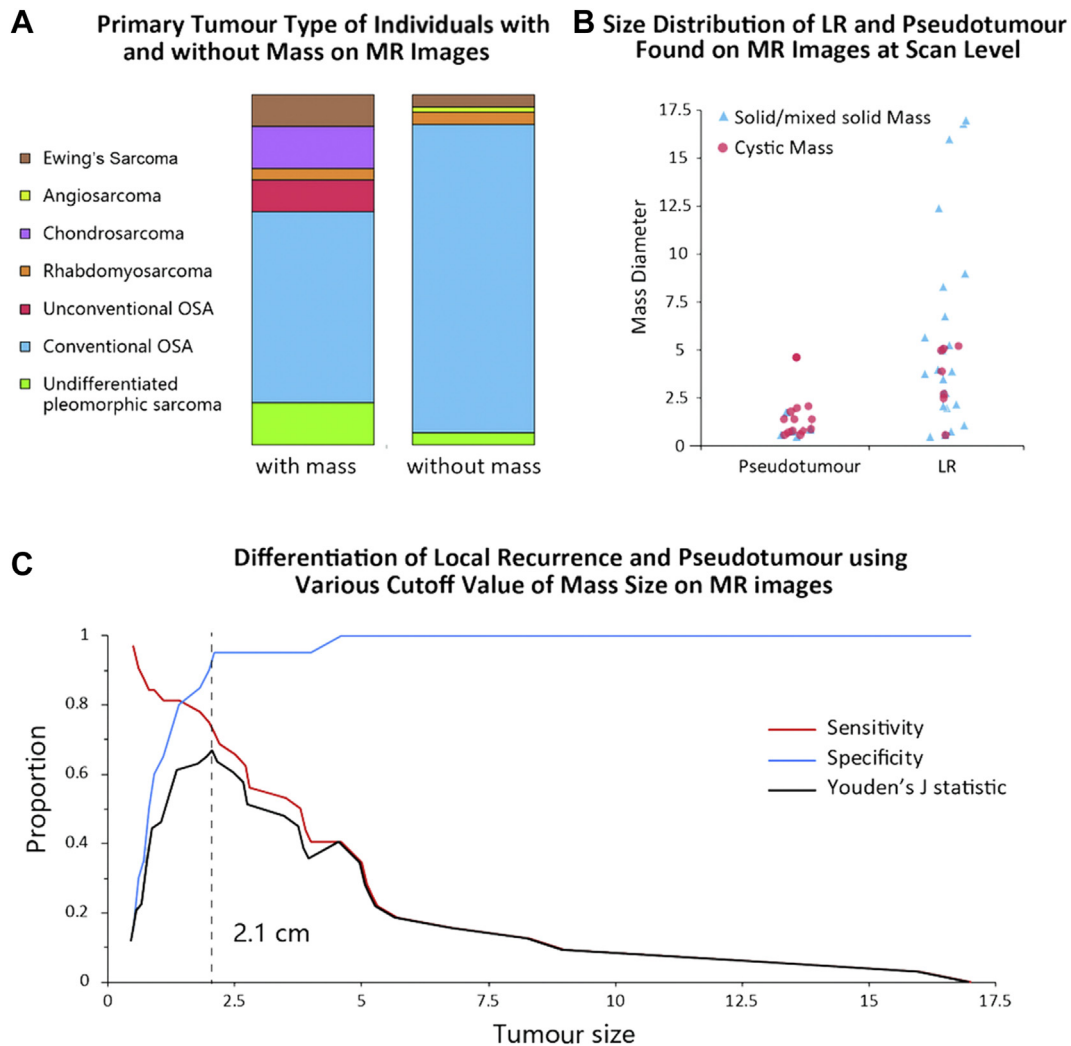 A
Primary Tumour Type of Individuals with
and without Mass on MR Images
Ewing's Sarcoma
Angiosarcoma
Chondrosarcoma
Rhabdomyosarcoma
Unconventional OSA
Conventional OSA
Undifferentiated
pleomorphic sarcoma
with mass
without mass
B
Size Distribution of LR and Pseudotumour
Found on MR Images at Scan Level
Solid/mixed solid Mass
Cystic Mass
Mass Diameter
17.5
15
12.5
10
7.5
5
2.5
0
Pseudotumour
LR
C
Differentiation of Local Recurrence and Pseudotumour using
Various Cutoff Value of Mass Size on MR images
Proportion
1
0.8
0.6
0.4
0.2
0
Sensitivity
Specificity
Youden's J statistic
2.1 cm
0
2.5
5
7.5
10
12.5
15
17.5
Tumour size